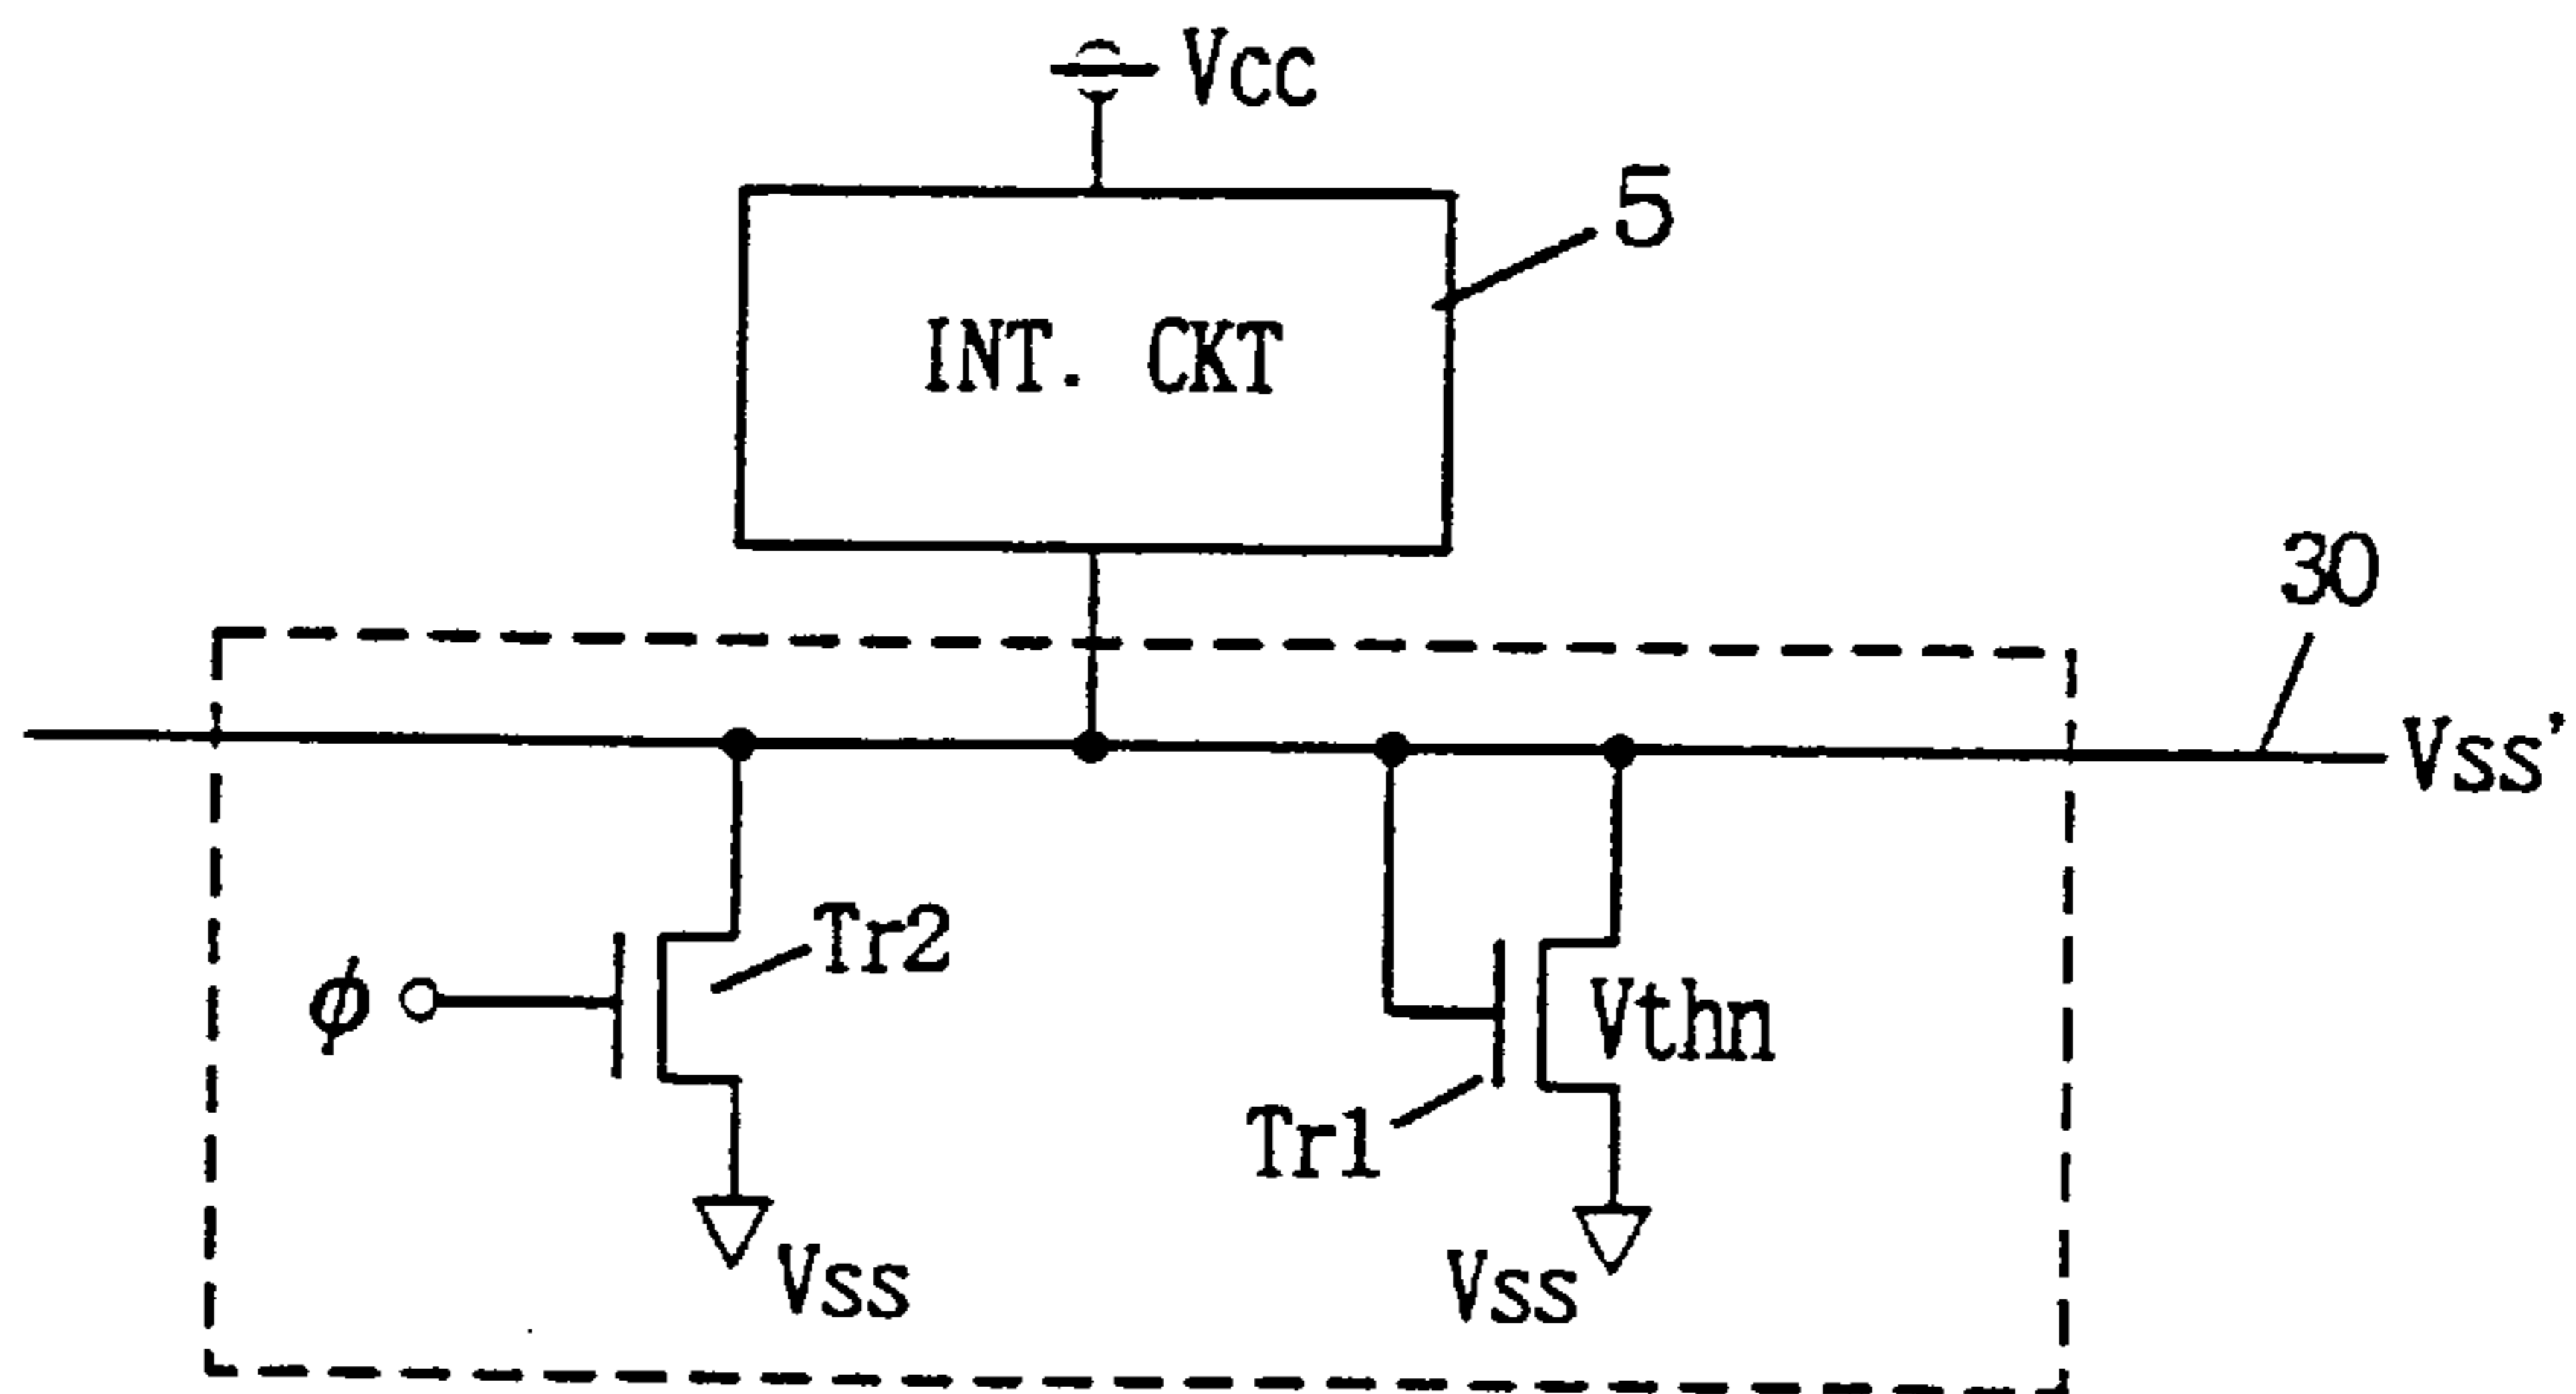 VCC
5
INT. CKT
30
VSS'
Tr2
ϕ
Vthn
Tr1
VSS
VSS